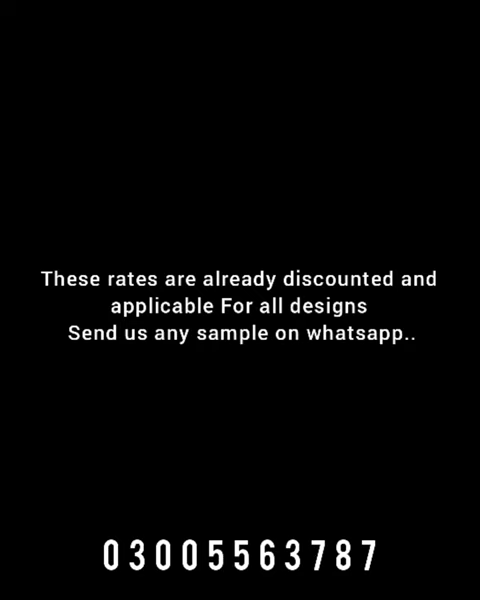 These rates are already discounted and
applicable For all designs
Send us any sample on whatsapp..
03005563787